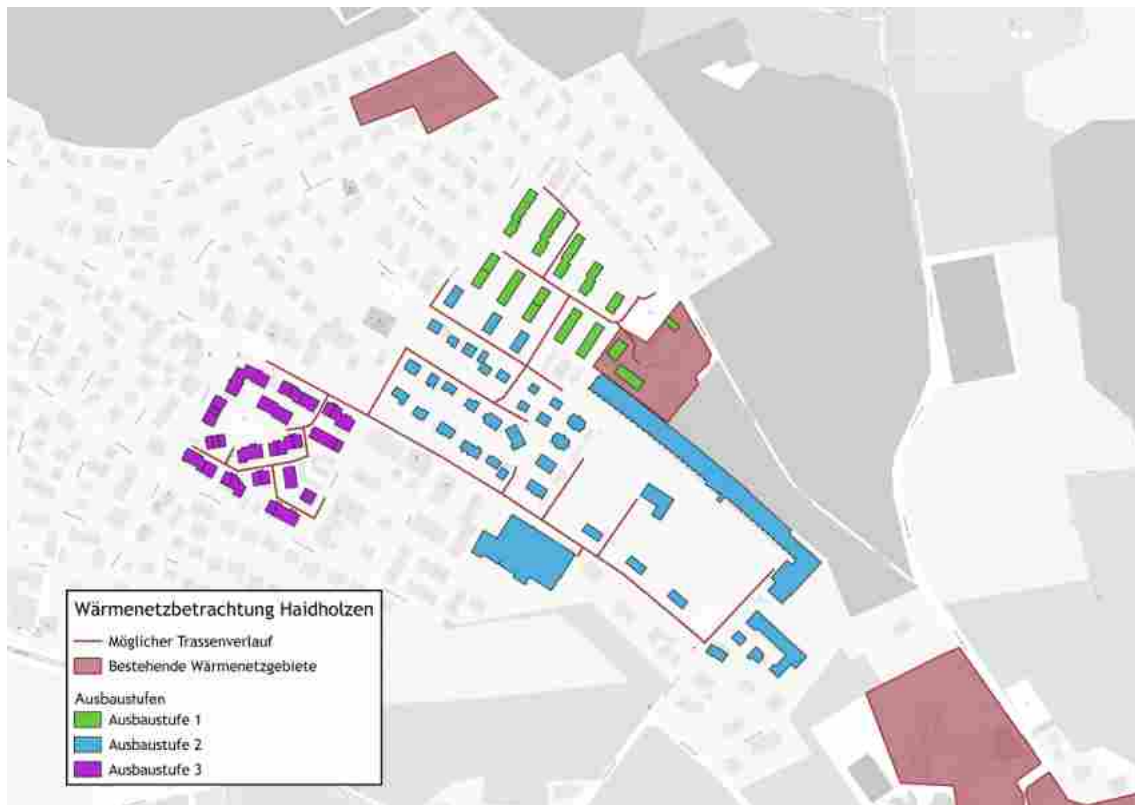 Wärmenetzbetrachtung Haidholzen
Möglicher Trassenverlauf
Bestehende Wärmenetzgebiete
Ausbaustufen
Ausbaustufe 1
Ausbaustufe 2
Ausbaustufe 3